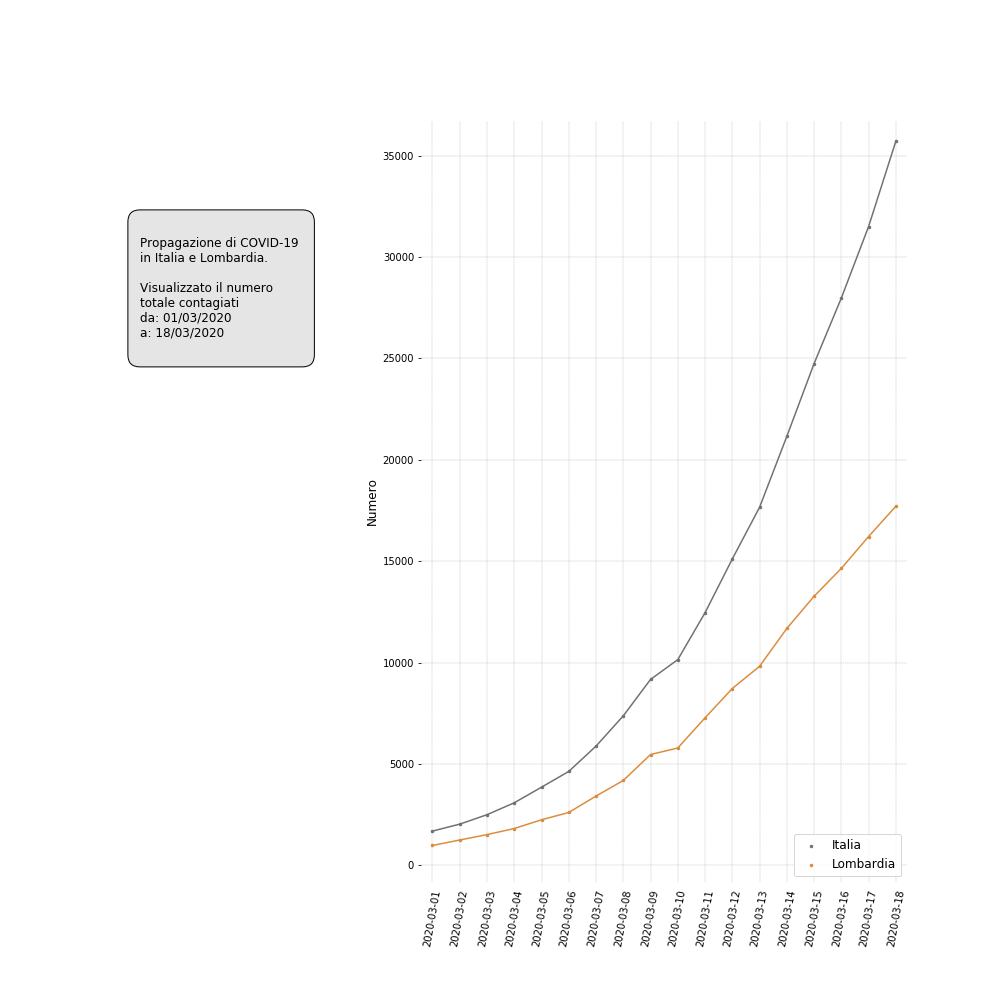 Propagazione di COVID-19
in Italia e Lombardia.
Visualizzato il numero
totale contagiati
da: 01/03/2020
a: 18/03/2020
Numero
35000
30000
25000
20000
15000
10000
5000
0
Italia
Lombardia
2020-03-01
2020-03-02
2020-03-03
2020-03-04
2020-03-05
2020-03-06
2020-03-07
2020-03-08
2020-03-09
2020-03-10
2020-03-11
2020-03-12
2020-03-13
2020-03-14
2020-03-15
2020-03-16
2020-03-17
2020-03-18